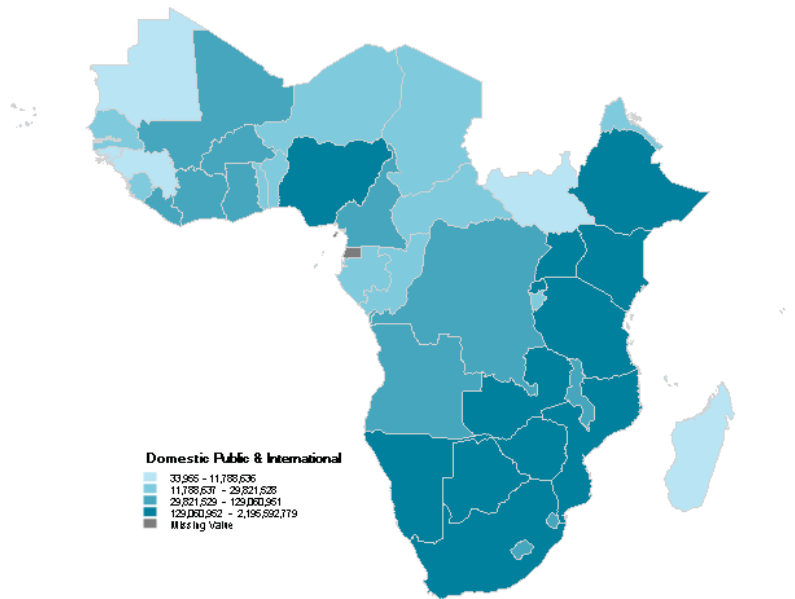 Domestic Public & International
33,955 - 11,788,636
11,788,637 - 29,821,528
29,821,529 - 129,060,951
129,060,952 - 2,195,592,779
Missing Value